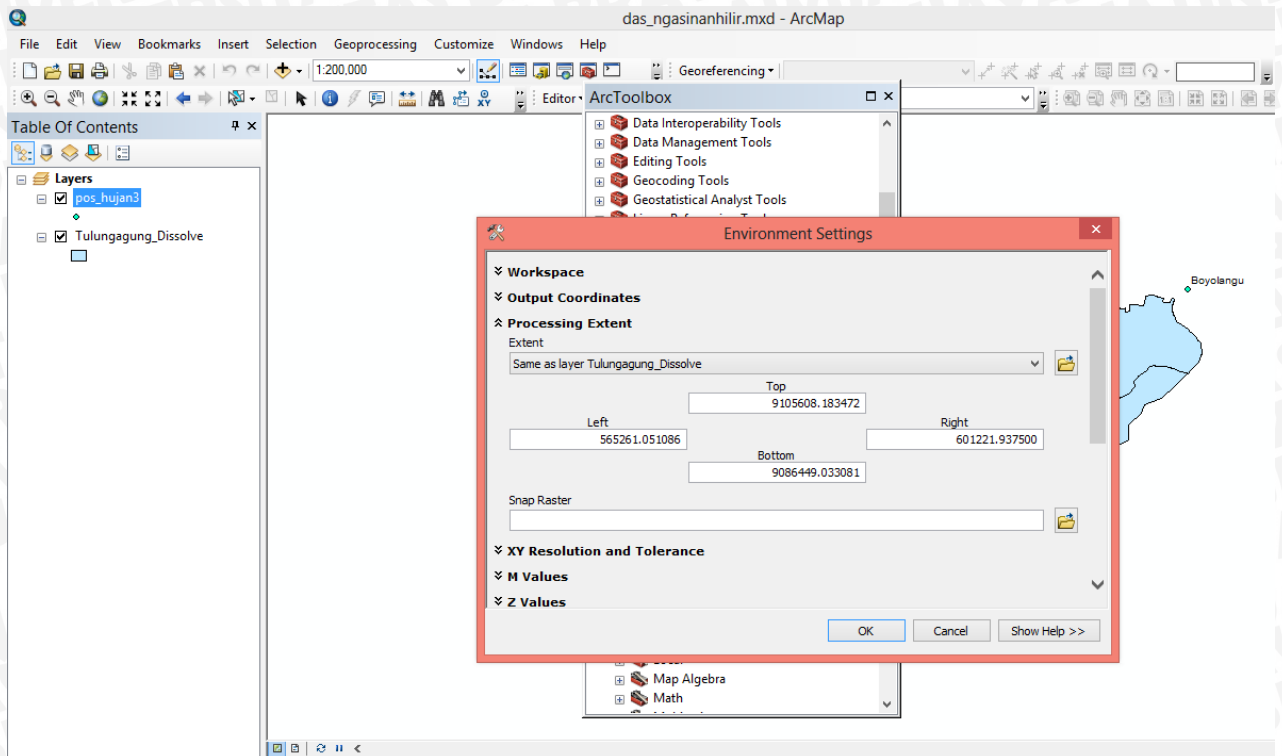 das_ngasinanhilir.mxd - ArcMap
File Edit View Bookmarks Insert Selection Geoprocessing Customize Windows Help
1:200,000 Georeferencing
Editor
Table Of Contents
Layers
pos_hujan3
Tulungagung_Dissolve
ArcToolbox
Data Interoperability Tools
Data Management Tools
Editing Tools
Geocoding Tools
Geostatistical Analyst Tools
Environment Settings
Workspace
Output Coordinates
Processing Extent
Extent
Same as layer Tulungagung_Dissolve
Top
9105608.183472
Left Right
565261.051086 601221.937500
Bottom
9086449.033081
Snap Raster
XY Resolution and Tolerance
M Values
Z Values
OK Cancel Show Help >>
Map Algebra
Math
Boyolangu